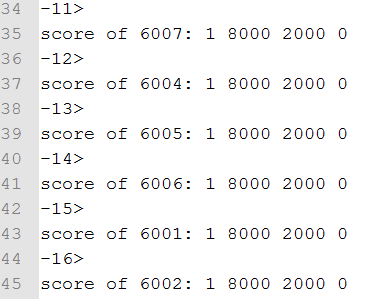 34 -11>
35 score of 6007: 1 8000 2000 0
36 -12>
37 score of 6004: 1 8000 2000 0
38 -13>
39 score of 6005: 1 8000 2000 0
40 -14>
41 score of 6006: 1 8000 2000 0
42 -15>
43 score of 6001: 1 8000 2000 0
44 -16>
45 score of 6002: 1 8000 2000 0